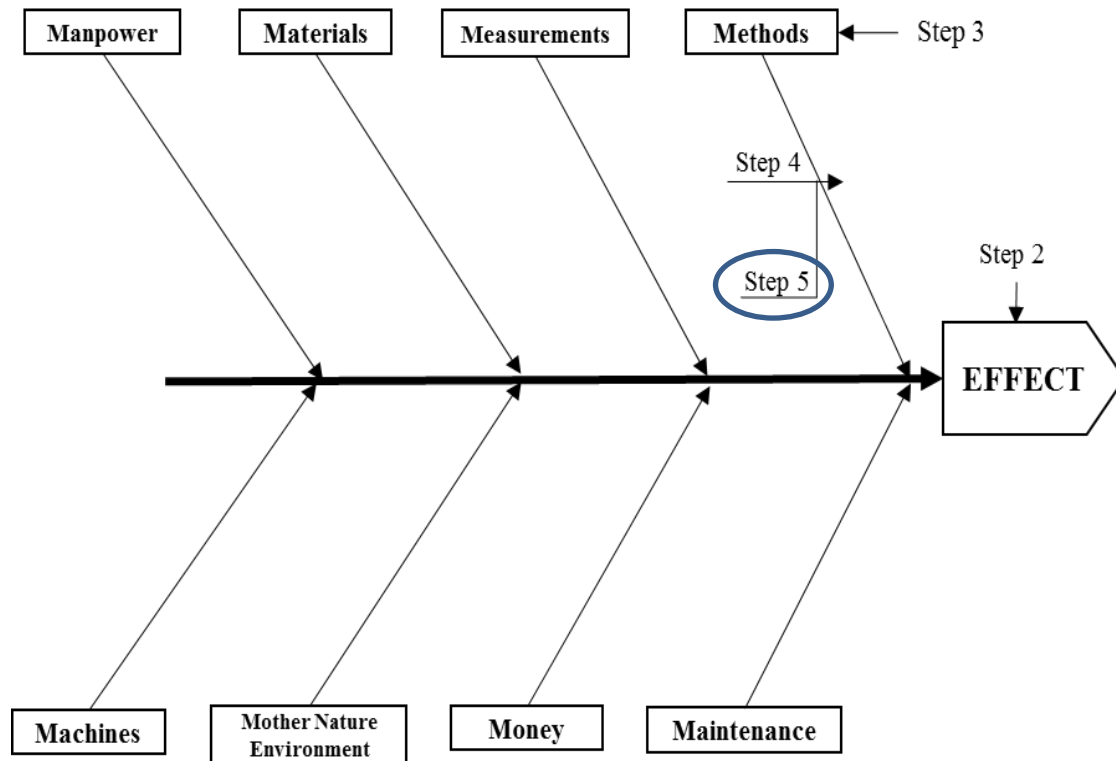 Manpower
Materials
Measurements
Methods
Step 3
Step 4
Step 5
Step 2
EFFECT
Machines
Mother Nature
Environment
Money
Maintenance